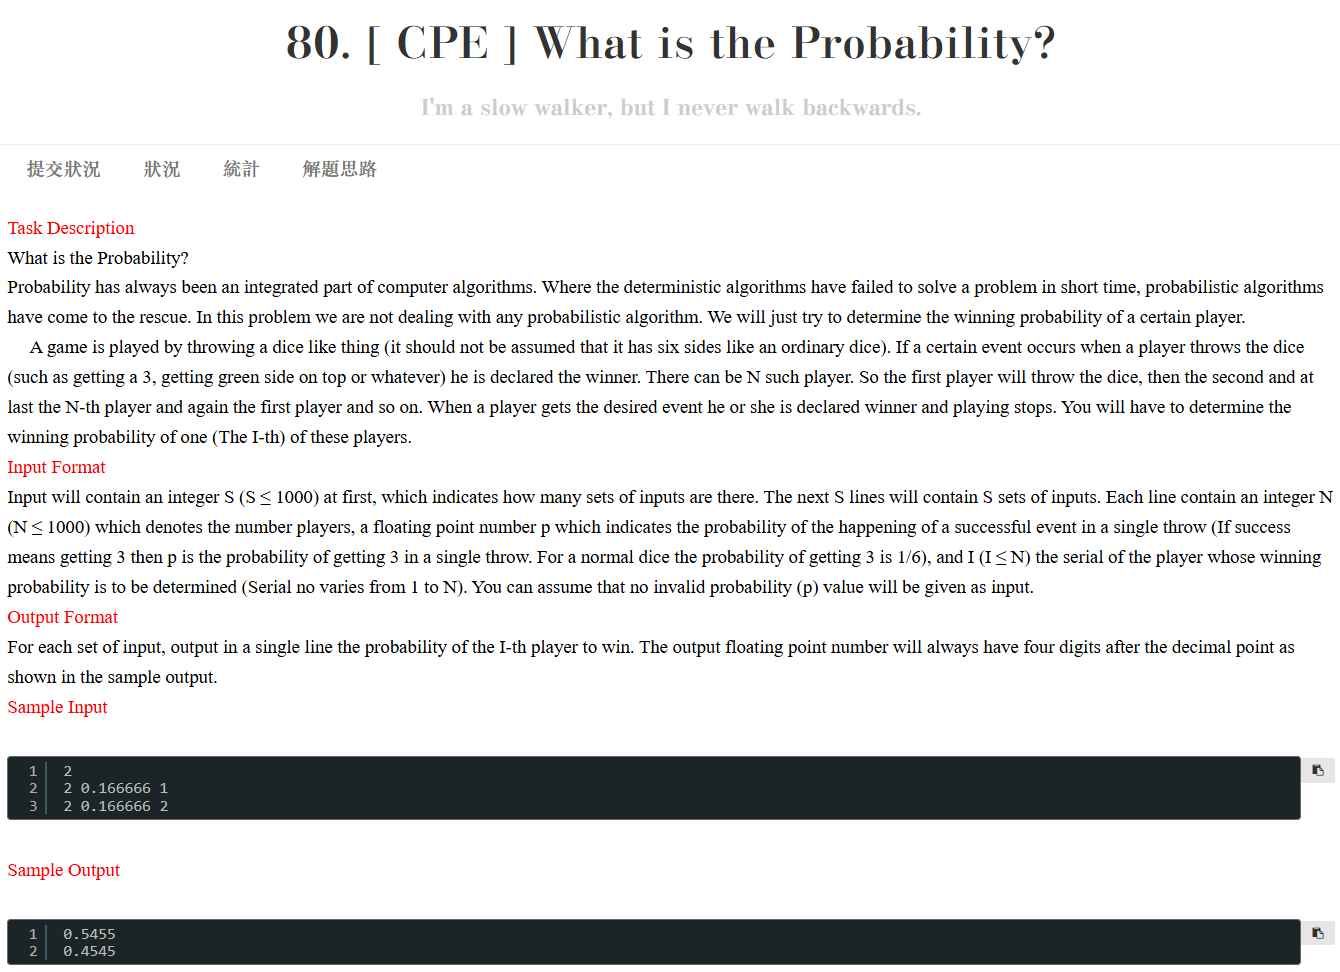 80. [ CPE ] What is the Probability?
I'm a slow walker, but I never walk backwards.
提交狀況 狀況 統計 解題思路
Task Description
What is the Probability?
Probability has always been an integrated part of computer algorithms. Where the deterministic algorithms have failed to solve a problem in short time, probabilistic algorithms
have come to the rescue. In this problem we are not dealing with any probabilistic algorithm. We will just try to determine the winning probability of a certain player.
A game is played by throwing a dice like thing (it should not be assumed that it has six sides like an ordinary dice). If a certain event occurs when a player throws the dice
(such as getting a 3, getting green side on top or whatever) he is declared the winner. There can be N such player. So the first player will throw the dice, then the second and at
last the N-th player and again the first player and so on. When a player gets the desired event he or she is declared winner and playing stops. You will have to determine the
winning probability of one (The I-th) of these players.
Input Format
Input will contain an integer S (S ≤ 1000) at first, which indicates how many sets of inputs are there. The next S lines will contain S sets of inputs. Each line contain an integer N
(N ≤ 1000) which denotes the number players, a floating point number p which indicates the probability of the happening of a successful event in a single throw (If success
means getting 3 then p is the probability of getting 3 in a single throw. For a normal dice the probability of getting 3 is 1/6), and I (I ≤ N) the serial of the player whose winning
probability is to be determined (Serial no varies from 1 to N). You can assume that no invalid probability (p) value will be given as input.
Output Format
For each set of input, output in a single line the probability of the I-th player to win. The output floating point number will always have four digits after the decimal point as
shown in the sample output.
Sample Input
1 2
2 2 0.166666 1
3 2 0.166666 2
Sample Output
1 0.5455
2 0.4545